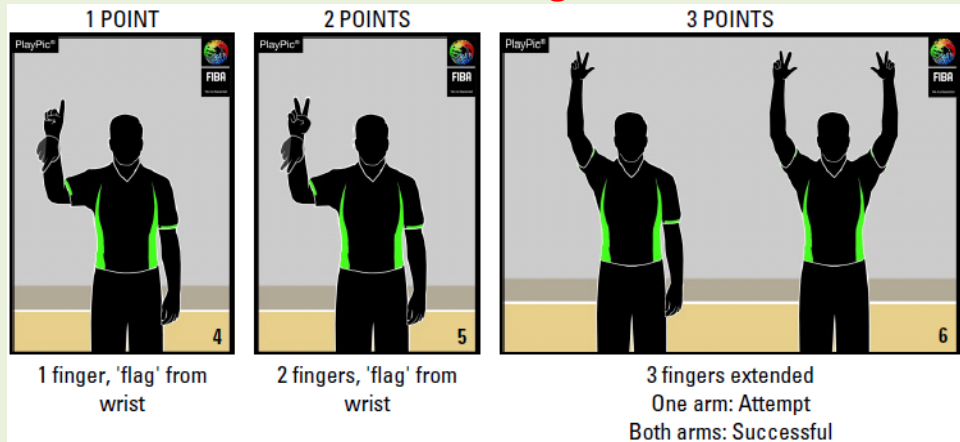 1 POINT
2 POINTS
3 POINTS
PlayPic®
FIBA
PlayPic®
FIBA
PlayPic®
FIBA
4
5
6
1 finger, 'flag' from
wrist
2 fingers, 'flag' from
wrist
3 fingers extended
One arm: Attempt
Both arms: Successful